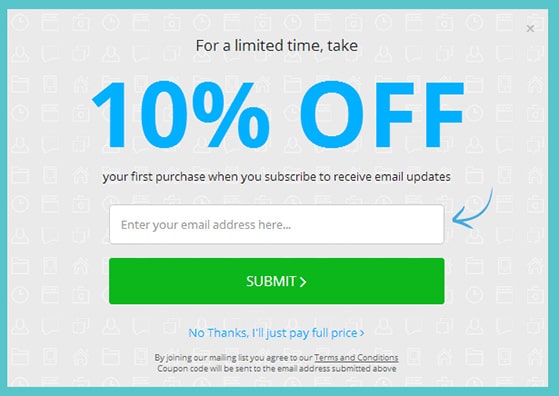 For a limited time, take
10% OFF
your first purchase when you subscribe to receive email updates
Enter your email address here...
SUBMIT >
No Thanks, I'll just pay full price >
By joining our mailing list you agree to our Terms and Conditions
Coupon code will be sent to the email address submitted above